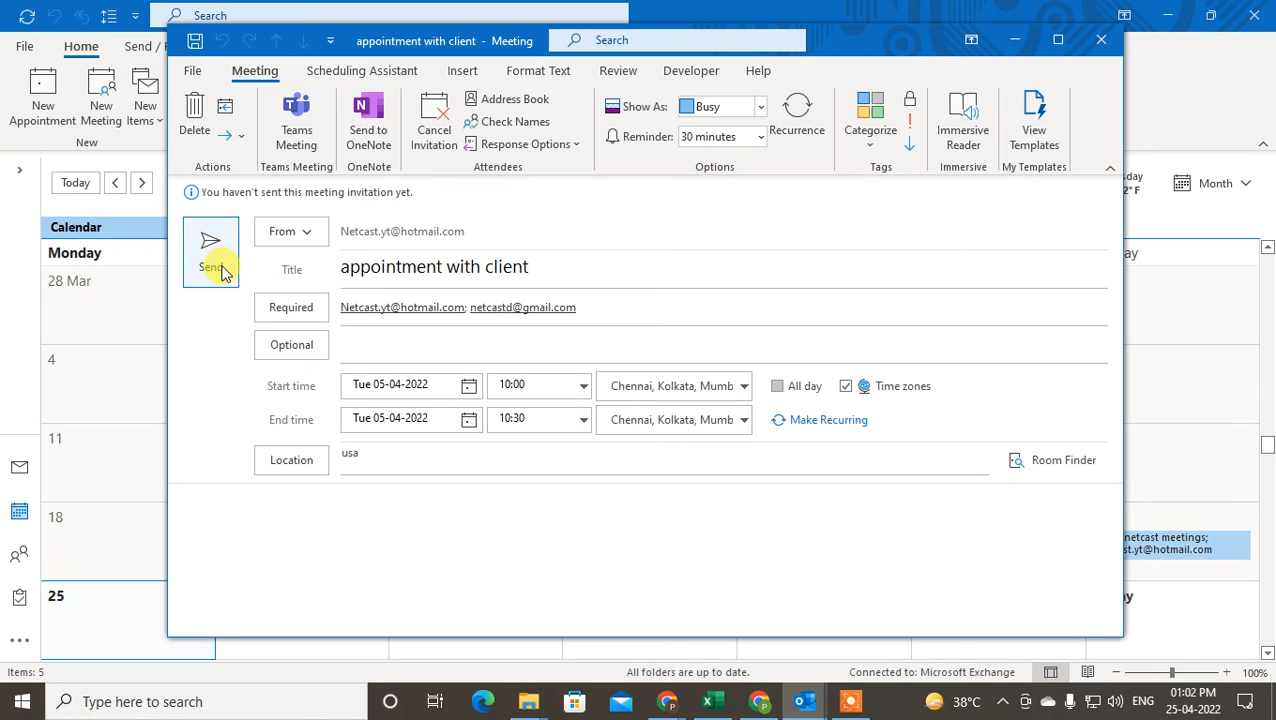 Search
File
Home
Send /
New Appointment
New Meeting
New Items
New
Today
Calendar
Monday
28 Mar
4
11
18
25
appointment with client - Meeting
Search
File
Meeting
Scheduling Assistant
Insert
Format Text
Review
Developer
Help
Delete
Actions
Teams Meeting
Teams Meeting
Send to OneNote
OneNote
Cancel Invitation
Address Book
Check Names
Response Options
Attendees
Show As:
Busy
Reminder:
30 minutes
Recurrence
Options
Categorize
Tags
Immersive Reader
Immersive
View Templates
My Templates
You haven't sent this meeting invitation yet.
Send
From
Netcast.yt@hotmail.com
Title
appointment with client
Required
Netcast.yt@hotmail.com; netcastd@gmail.com
Optional
Start time
Tue 05-04-2022
10:00
Chennai, Kolkata, Mumb
All day
Time zones
End time
Tue 05-04-2022
10:30
Chennai, Kolkata, Mumb
Make Recurring
Location
usa
Room Finder
Month
netcast meetings;
st.yt@hotmail.com
Items: 5
All folders are up to date.
Connected to: Microsoft Exchange
100%
Type here to search
38°C
ENG
01:02 PM
25-04-2022